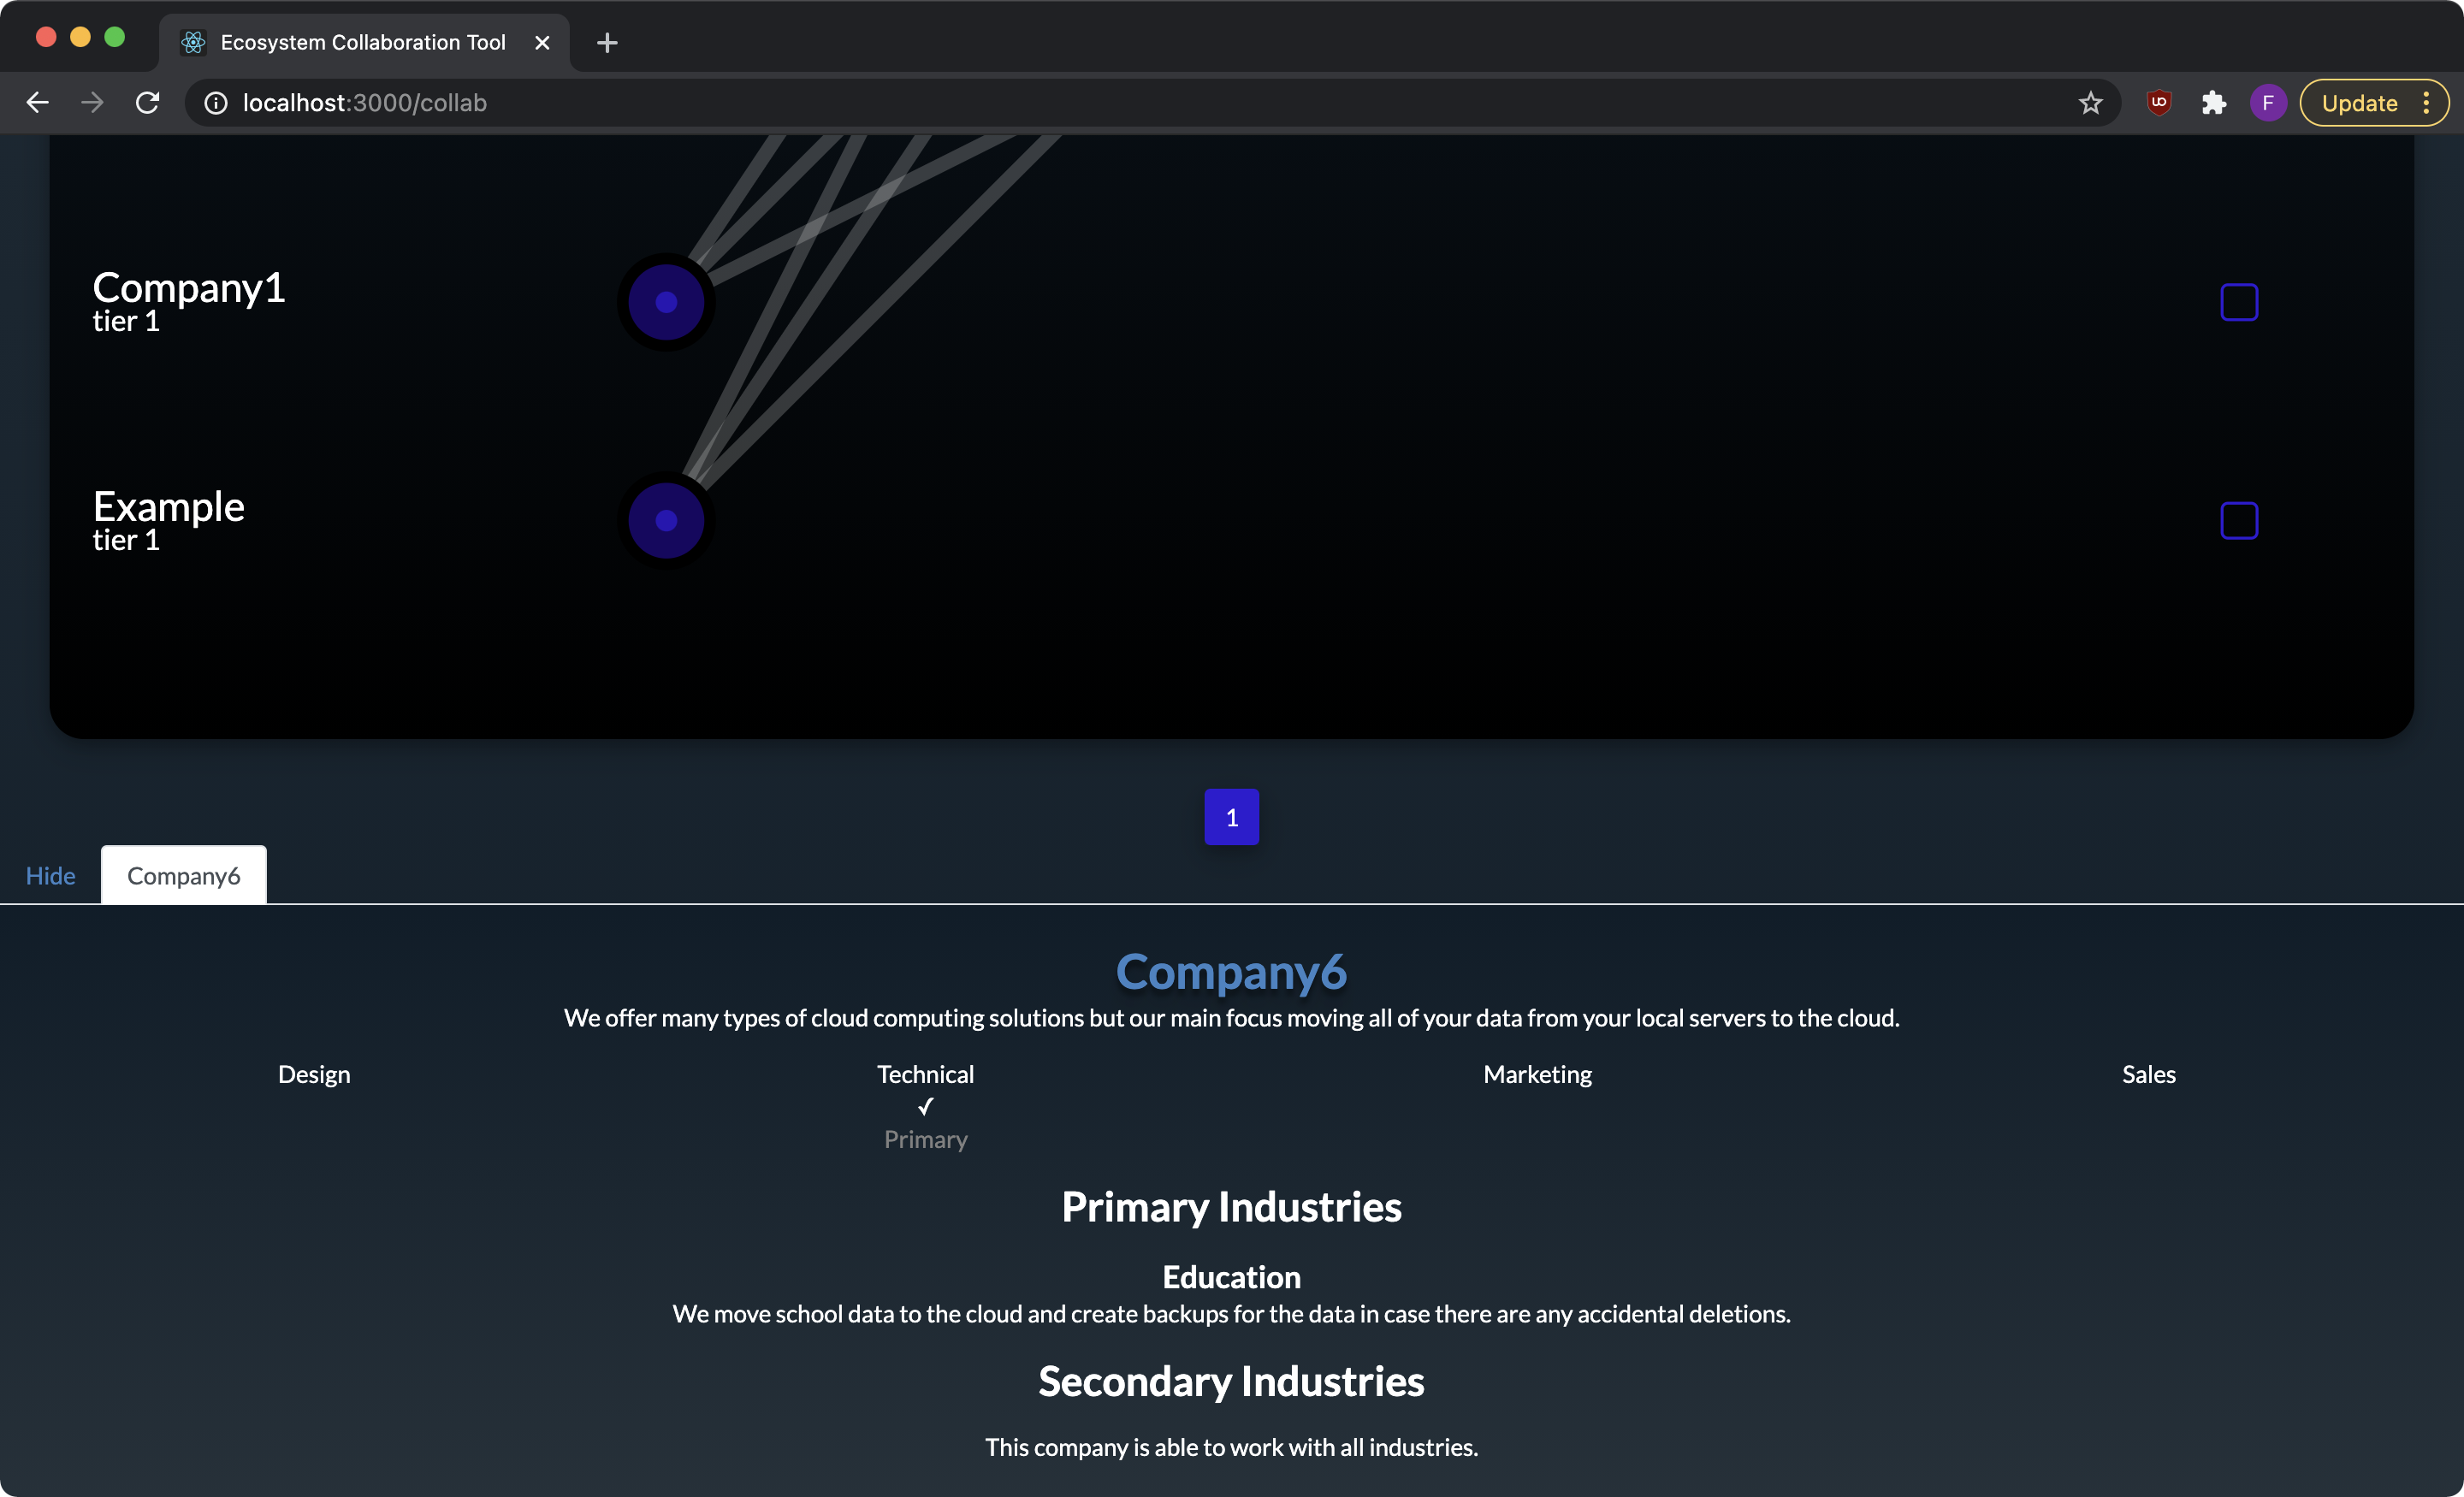 Ecosystem Collaboration Tool
localhost:3000/collab
F
Update
Company1
tier 1
Example
tier 1
1
Hide
Company6
Company6
We offer many types of cloud computing solutions but our main focus moving all of your data from your local servers to the cloud.
Design Technical Marketing Sales
✓
Primary
Primary Industries
Education
We move school data to the cloud and create backups for the data in case there are any accidental deletions.
Secondary Industries
This company is able to work with all industries.